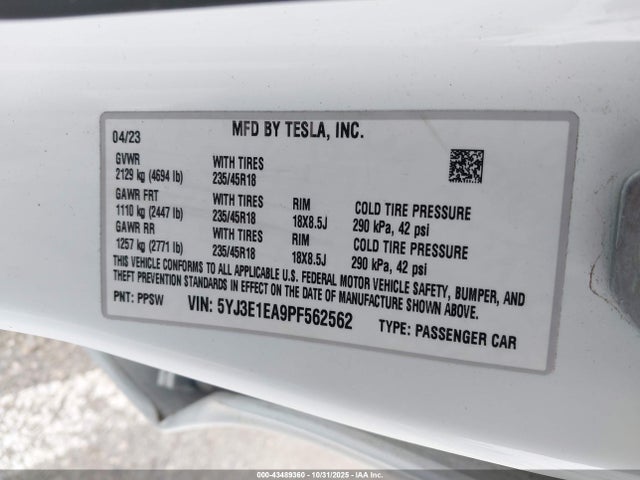 MFD BY TESLA, INC.
04/23
GVWR WITH TIRES
2129 kg (4694 lb) 235/45R18
GAWR FRT WITH TIRES RIM COLD TIRE PRESSURE
1110 kg (2447 lb) 235/45R18 18X8.5J 290 kPa, 42 psi
GAWR RR WITH TIRES RIM COLD TIRE PRESSURE
1257 kg (2771 lb) 235/45R18 18X8.5J 290 kPa, 42 psi
THIS VEHICLE CONFORMS TO ALL APPLICABLE U.S. FEDERAL MOTOR VEHICLE SAFETY, BUMPER, AND
THEFT PREVENTION STANDARDS IN EFFECT ON THE DATE OF MANUFACTURE SHOWN ABOVE.
PNT: PPSW VIN: 5YJ3E1EA9PF562562 TYPE: PASSENGER CAR
000-43489360 - 10/31/2025 - IAA Inc.